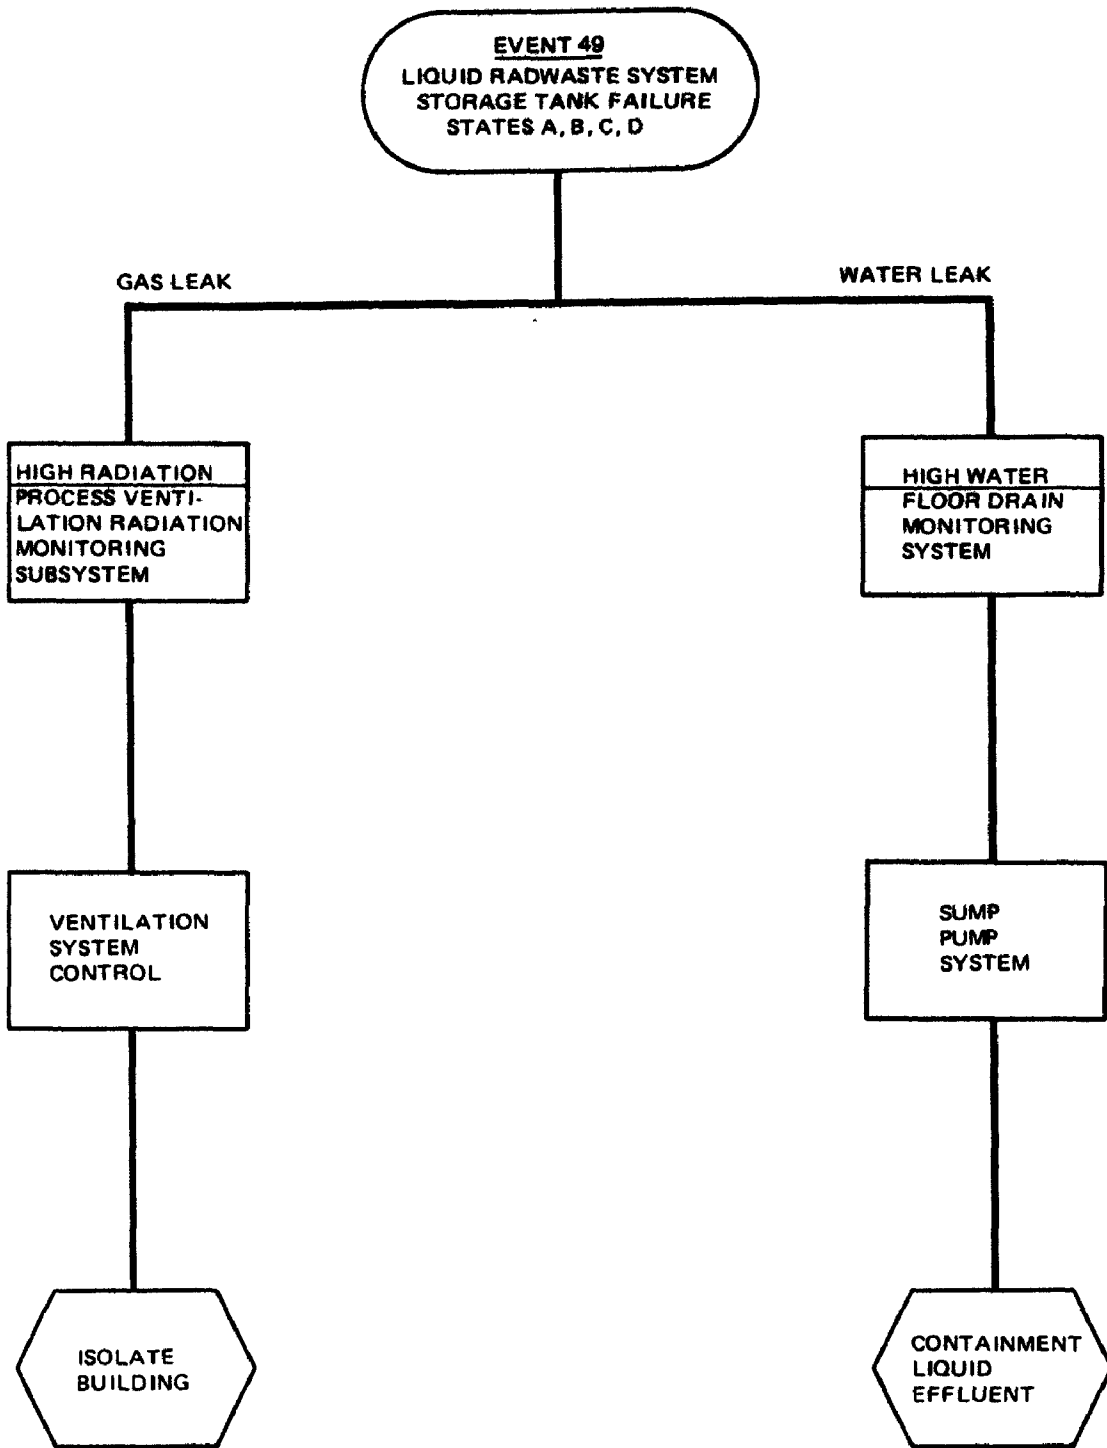 EVENT 49
LIQUID RADWASTE SYSTEM
STORAGE TANK FAILURE
STATES A, B, C, D
GAS LEAK
WATER LEAK
HIGH RADIATION
PROCESS VENTI-
LATION RADIATION
MONITORING
SUBSYSTEM
HIGH WATER
FLOOR DRAIN
MONITORING
SYSTEM
VENTILATION
SYSTEM
CONTROL
SUMP
PUMP
SYSTEM
ISOLATE
BUILDING
CONTAINMENT
LIQUID
EFFLUENT